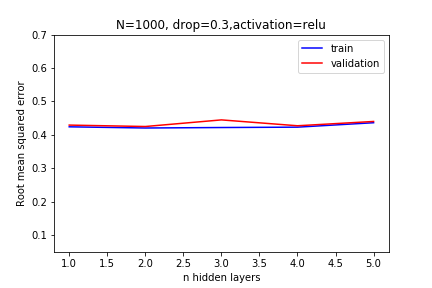 N=1000, drop=0.3,activation=relu
train
validation
Root mean squared error
0.7
0.6
0.5
0.4
0.3
0.2
0.1
1.0 1.5 2.0 2.5 3.0 3.5 4.0 4.5 5.0
n hidden layers